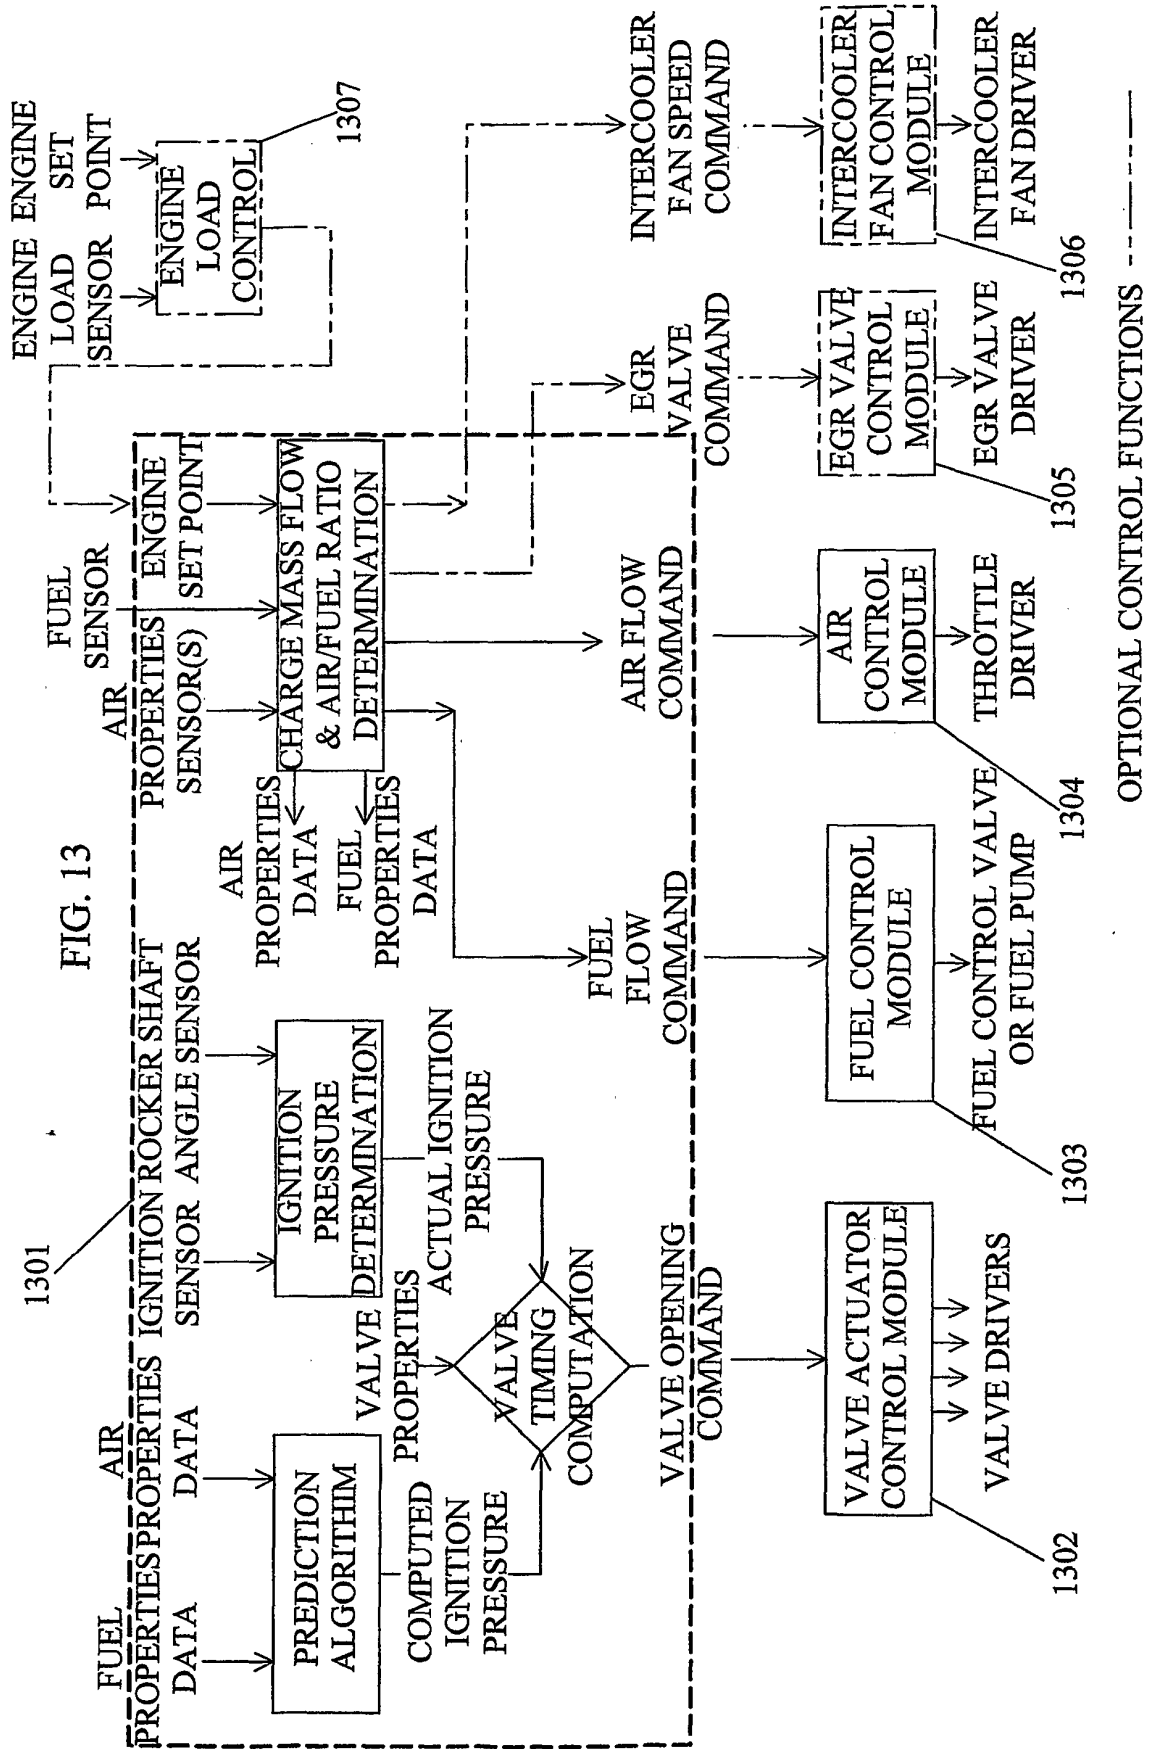 FIG. 13
1301
FUEL
PROPERTIES
DATA
AIR
PROPERTIES
DATA
IGNITION
SENSOR
ROCKER SHAFT
ANGLE SENSOR
AIR
PROPERTIES
SENSOR(S)
FUEL
SENSOR
ENGINE
SET POINT
ENGINE
LOAD
SENSOR
ENGINE
SET
POINT
ENGINE
LOAD
CONTROL
1307
PREDICTION
ALGORITHIM
VALVE
PROPERTIES
IGNITION
PRESSURE
DETERMINATION
AIR
PROPERTIES
DATA
FUEL
PROPERTIES
DATA
CHARGE MASS FLOW
& AIR/FUEL RATIO
DETERMINATION
COMPUTED
IGNITION
PRESSURE
ACTUAL IGNITION
PRESSURE
VALVE
TIMING
COMPUTATION
VALVE OPENING
COMMAND
FUEL
FLOW
COMMAND
AIR FLOW
COMMAND
EGR
VALVE
COMMAND
INTERCOOLER
FAN SPEED
COMMAND
VALVE ACTUATOR
CONTROL MODULE
FUEL CONTROL
MODULE
AIR
CONTROL
MODULE
EGR VALVE
CONTROL
MODULE
INTERCOOLER
FAN CONTROL
MODULE
VALVE DRIVERS
FUEL CONTROL VALVE
OR FUEL PUMP
THROTTLE
DRIVER
EGR VALVE
DRIVER
INTERCOOLER
FAN DRIVER
1302
1303
1304
1305
1306
OPTIONAL CONTROL FUNCTIONS